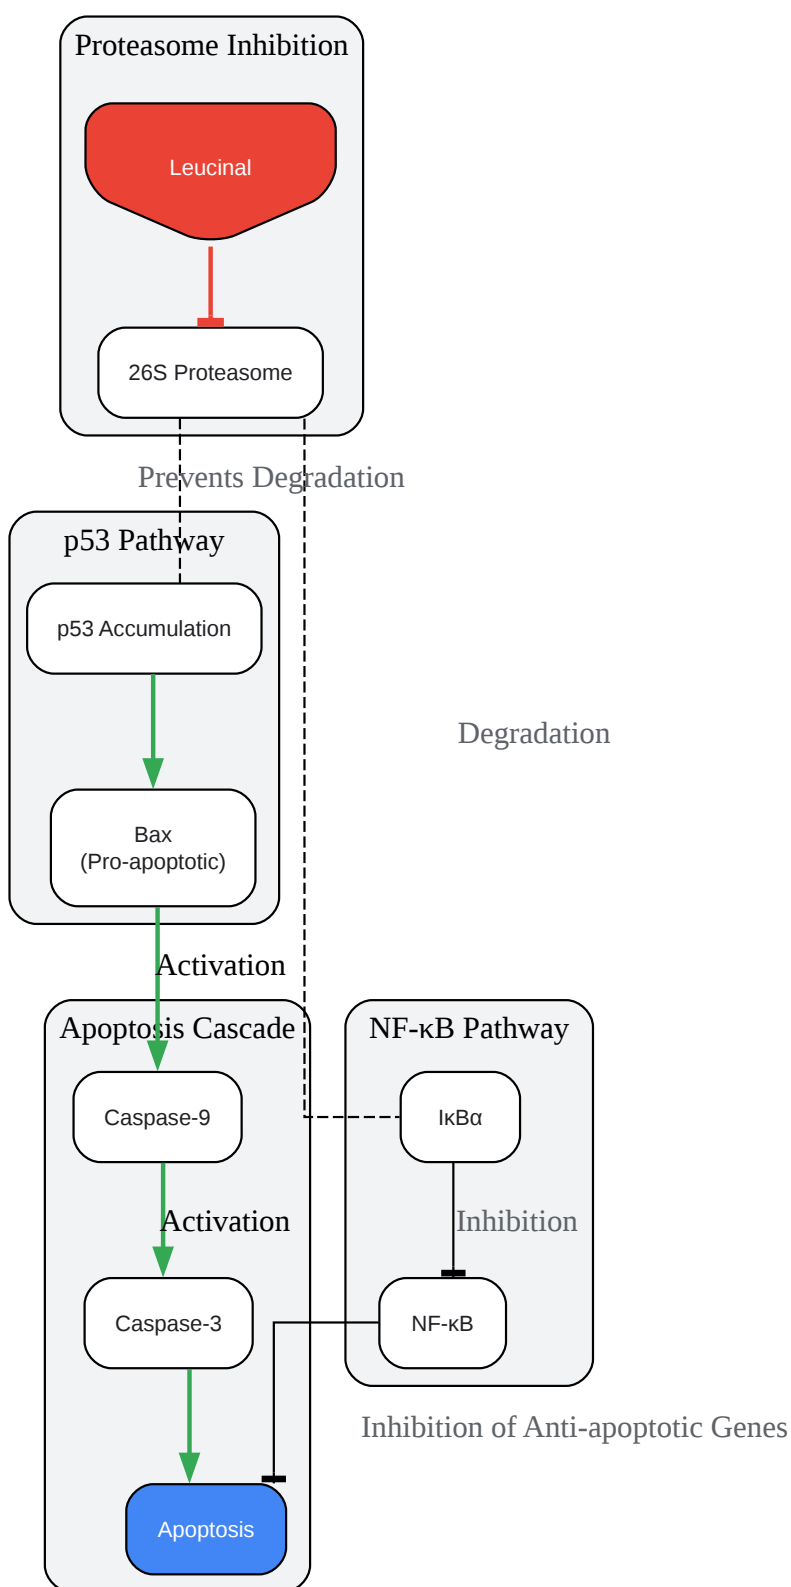 Proteasome Inhibition
Leucinal
26S Proteasome
Prevents Degradation
p53 Pathway
p53 Accumulation
Degradation
Bax
(Pro-apoptotic)
Activation
Apoptosis Cascade
NF-κB Pathway
Caspase-9
IκBα
Activation
Inhibition
Caspase-3
NF-κB
Inhibition of Anti-apoptotic Genes
Apoptosis